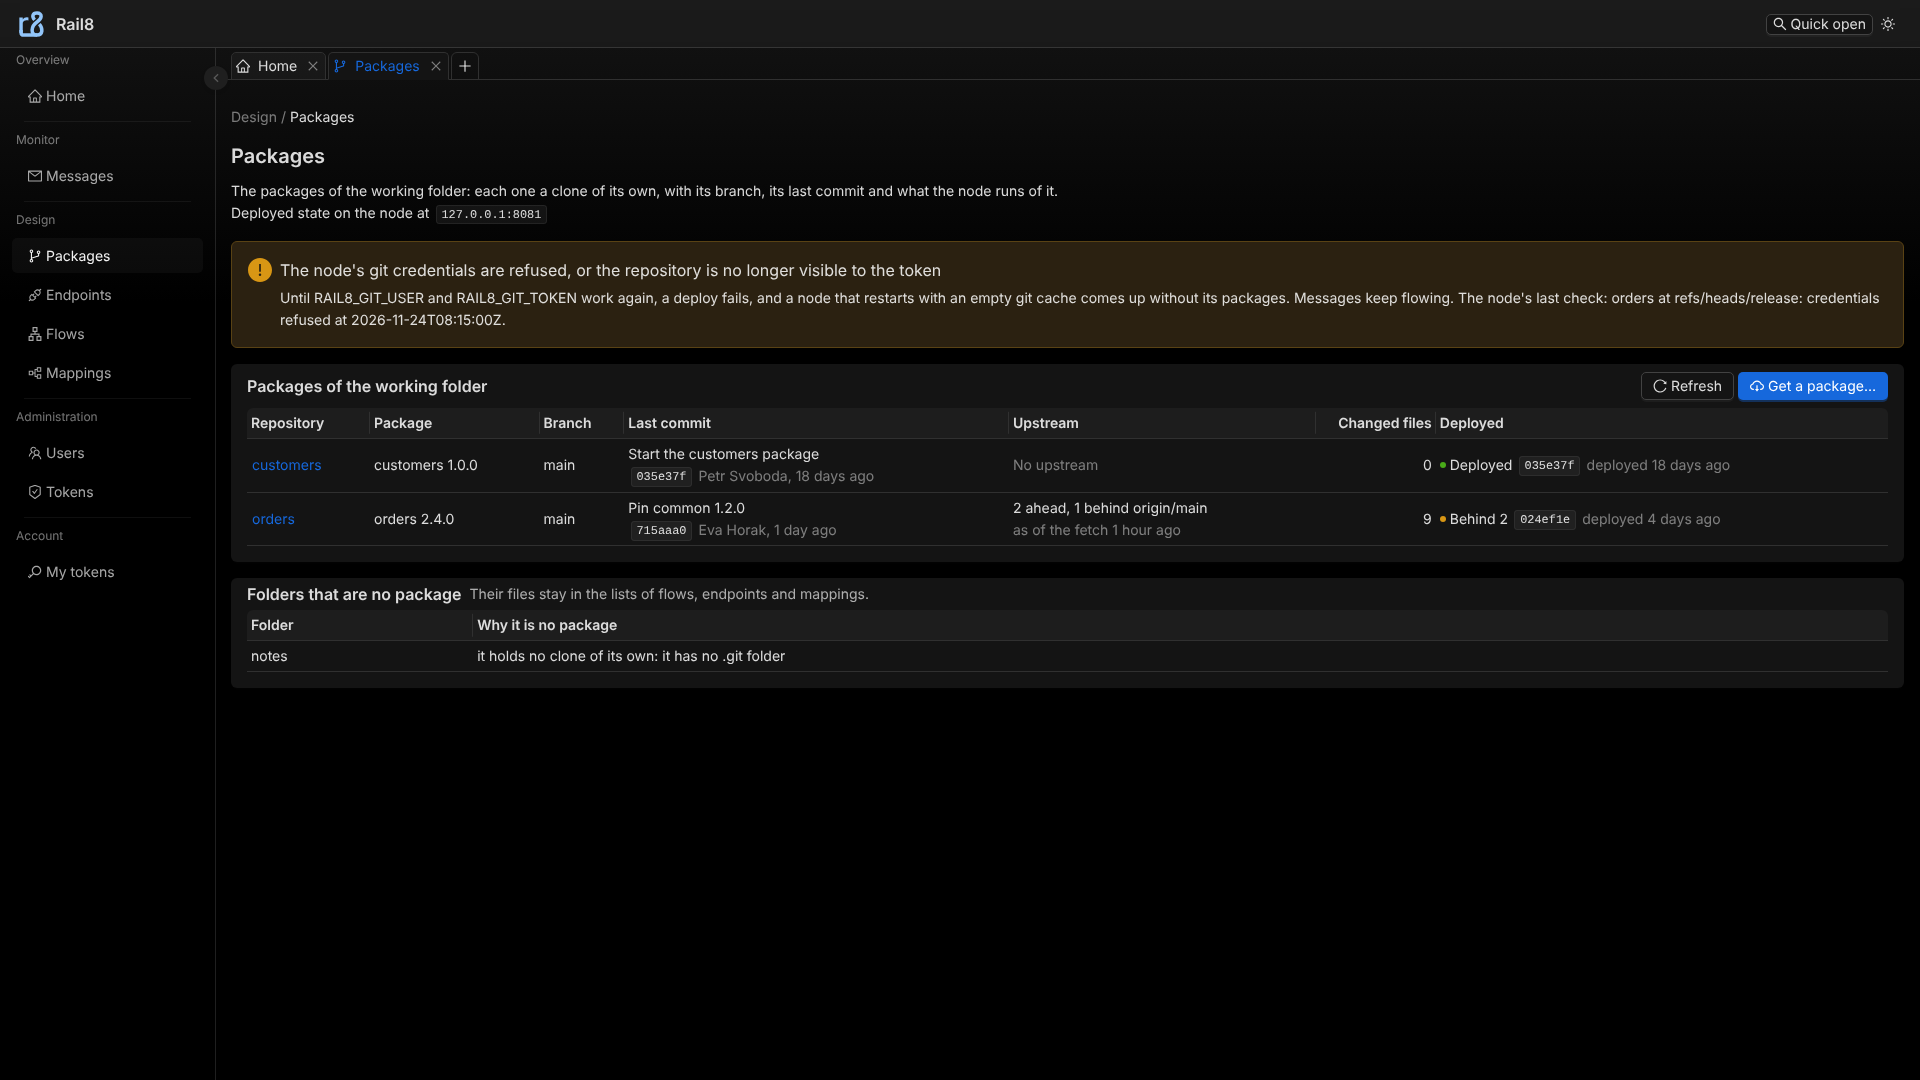 r8 Rail8
Quick open
Overview
Home
Monitor
Messages
Design
Packages
Endpoints
Flows
Mappings
Administration
Users
Tokens
Account
My tokens
Home
Packages
Design / Packages
Packages
The packages of the working folder: each one a clone of its own, with its branch, its last commit and what the node runs of it.
Deployed state on the node at 127.0.0.1:8081
The node's git credentials are refused, or the repository is no longer visible to the token
Until RAIL8_GIT_USER and RAIL8_GIT_TOKEN work again, a deploy fails, and a node that restarts with an empty git cache comes up without its packages. Messages keep flowing. The node's last check: orders at refs/heads/release: credentials
refused at 2026-11-24T08:15:00Z.
Packages of the working folder
Refresh
Get a package...
Repository Package Branch Last commit Upstream Changed files Deployed
customers customers 1.0.0 main Start the customers package No upstream 0 Deployed 035e37f deployed 18 days ago
035e37f Petr Svoboda, 18 days ago
orders orders 2.4.0 main Pin common 1.2.0 2 ahead, 1 behind origin/main 9 Behind 2 024ef1e deployed 4 days ago
715aaa0 Eva Horak, 1 day ago as of the fetch 1 hour ago
Folders that are no package Their files stay in the lists of flows, endpoints and mappings.
Folder Why it is no package
notes it holds no clone of its own: it has no .git folder